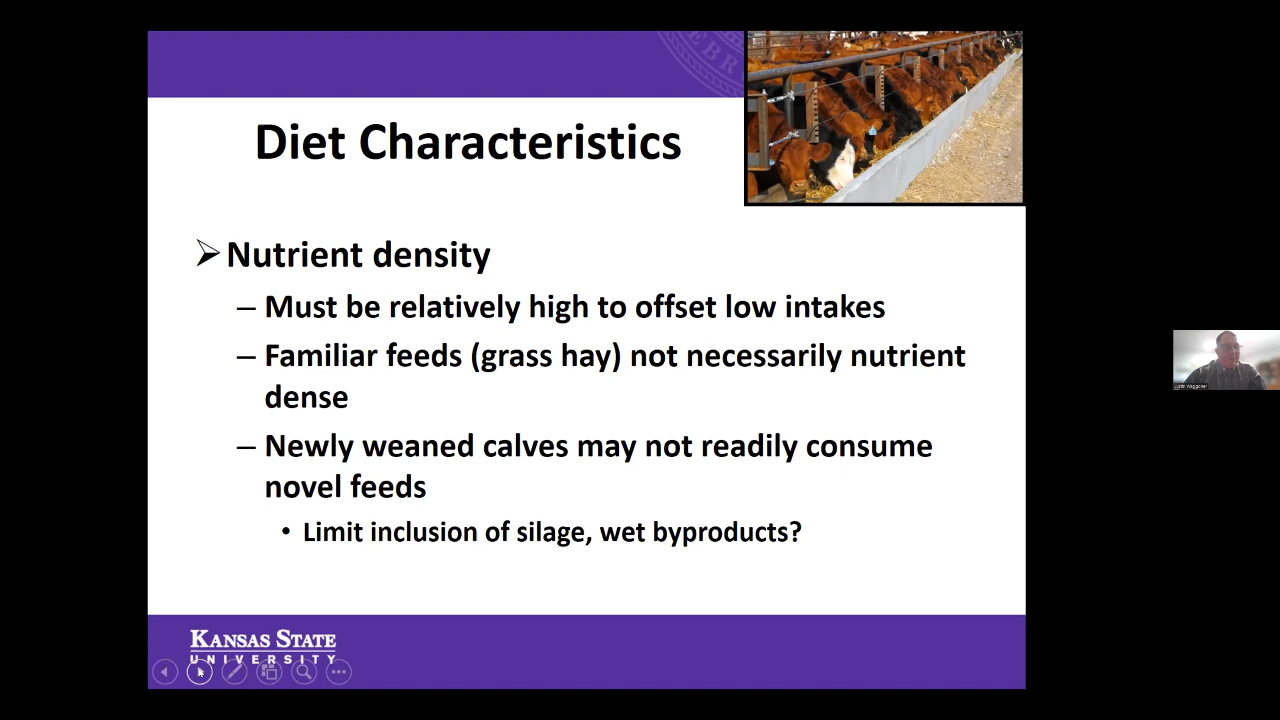 Diet Characteristics
➢Nutrient density
– Must be relatively high to offset low intakes
– Familiar feeds (grass hay) not necessarily nutrient
dense
– Newly weaned calves may not readily consume
novel feeds
• Limit inclusion of silage, wet byproducts?
Justin Waggoner
KANSAS STATE
UNIVERSITY